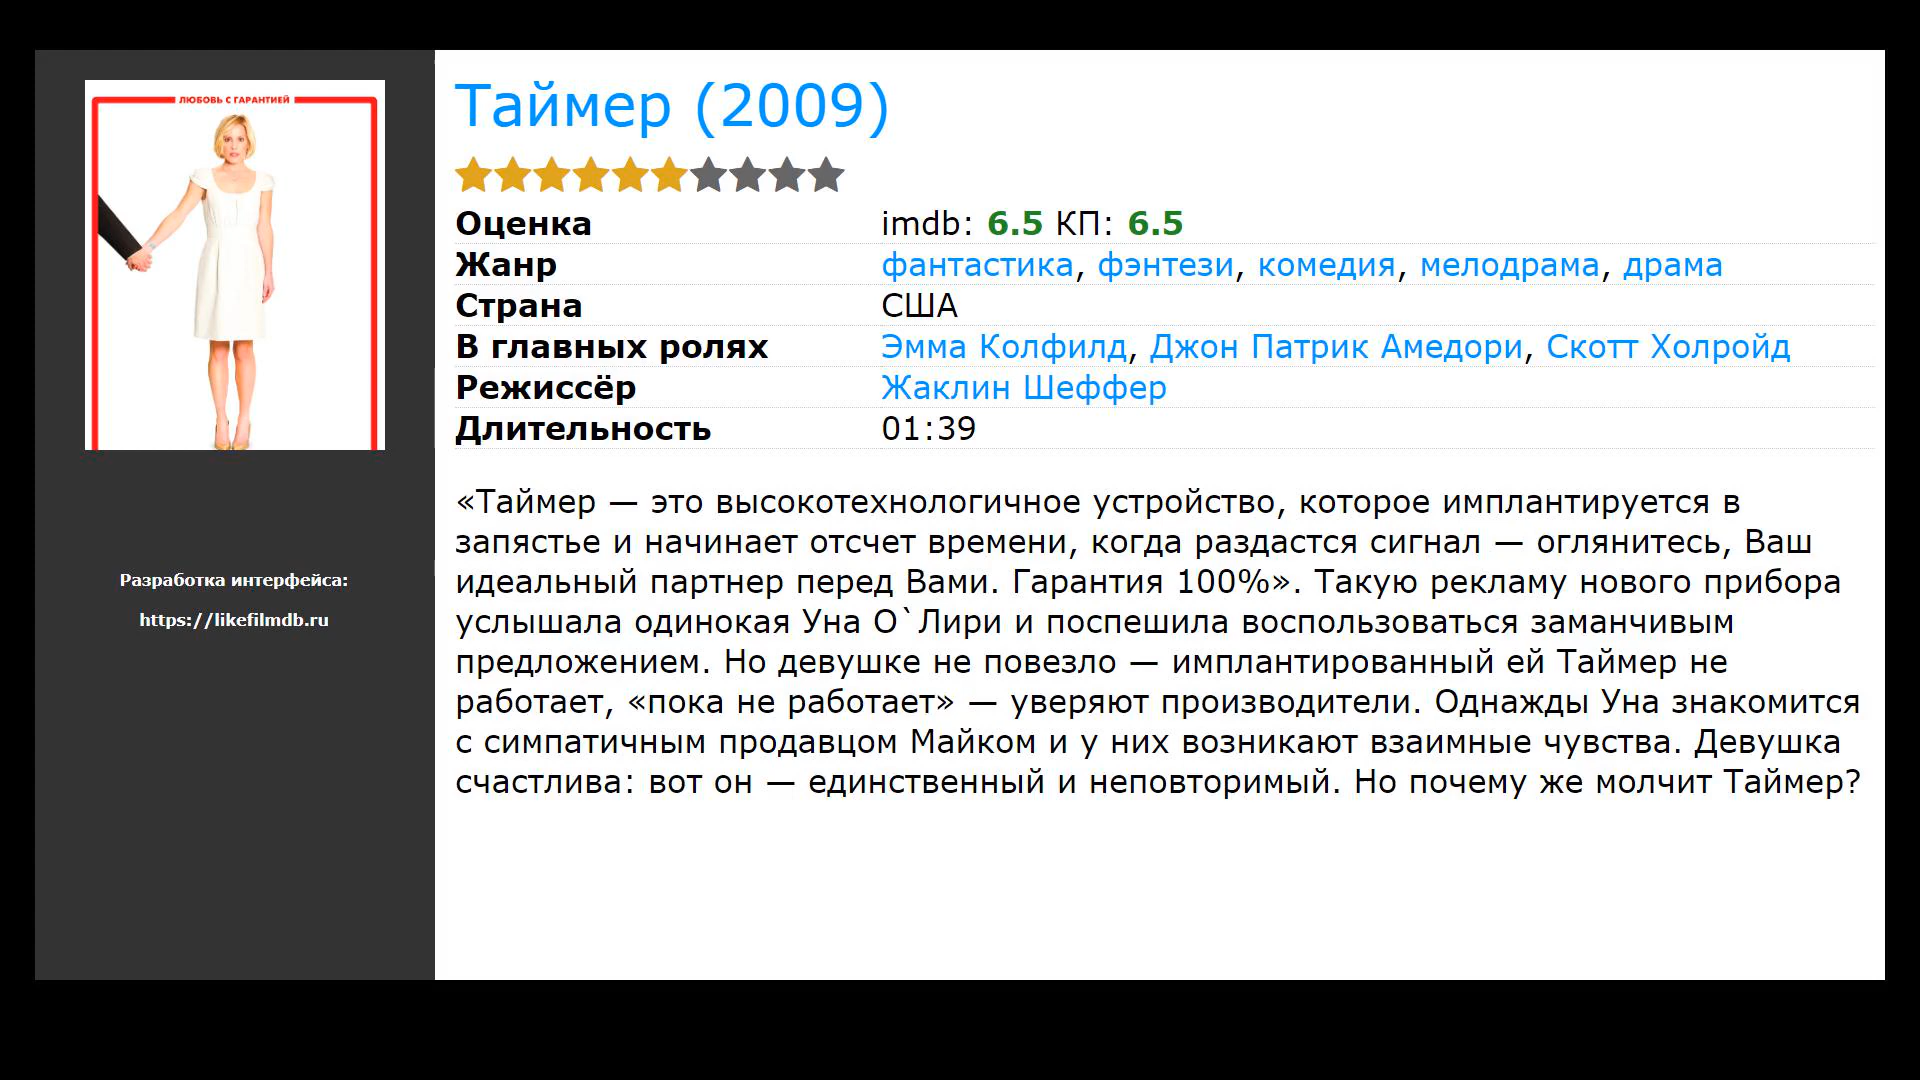 ЛЮБОВЬ С ГАРАНТИЕЙ
Разработка интерфейса:
https://likefilmdb.ru
Таймер (2009)
Оценка imdb: 6.5 КП: 6.5
Жанр фантастика, фэнтези, комедия, мелодрама, драма
Страна США
В главных ролях Эмма Колфилд, Джон Патрик Амедори, Скотт Холройд
Режиссёр Жаклин Шеффер
Длительность 01:39
«Таймер — это высокотехнологичное устройство, которое имплантируется в
запястье и начинает отсчет времени, когда раздастся сигнал — оглянитесь, Ваш
идеальный партнер перед Вами. Гарантия 100%». Такую рекламу нового прибора
услышала одинокая Уна О`Лири и поспешила воспользоваться заманчивым
предложением. Но девушке не повезло — имплантированный ей Таймер не
работает, «пока не работает» — уверяют производители. Однажды Уна знакомится
с симпатичным продавцом Майком и у них возникают взаимные чувства. Девушка
счастлива: вот он — единственный и неповторимый. Но почему же молчит Таймер?